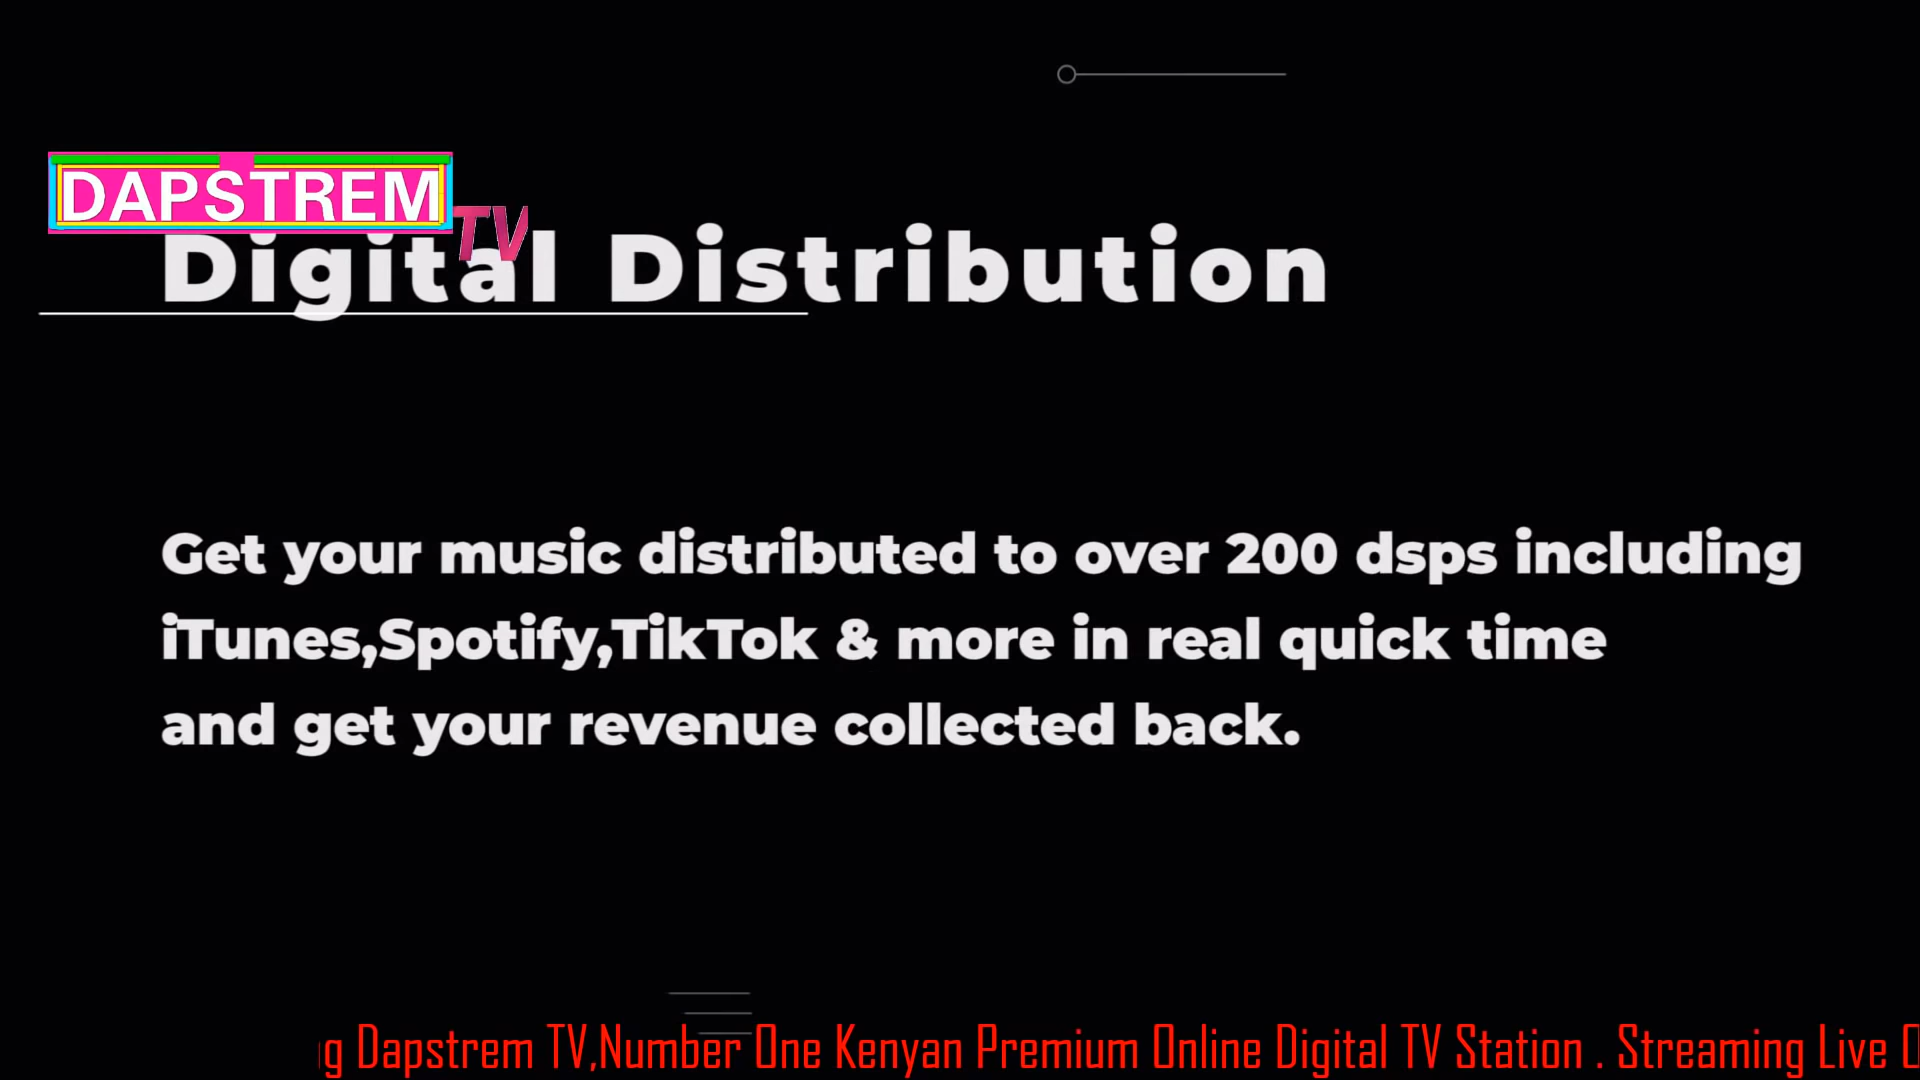 DAPSTREM
TV
Digital Distribution
Get your music distributed to over 200 dsps including
iTunes,Spotify,TikTok & more in real quick time
and get your revenue collected back.
Dapstrem TV,Number One Kenyan Premium Online Digital TV Station . Streaming Live